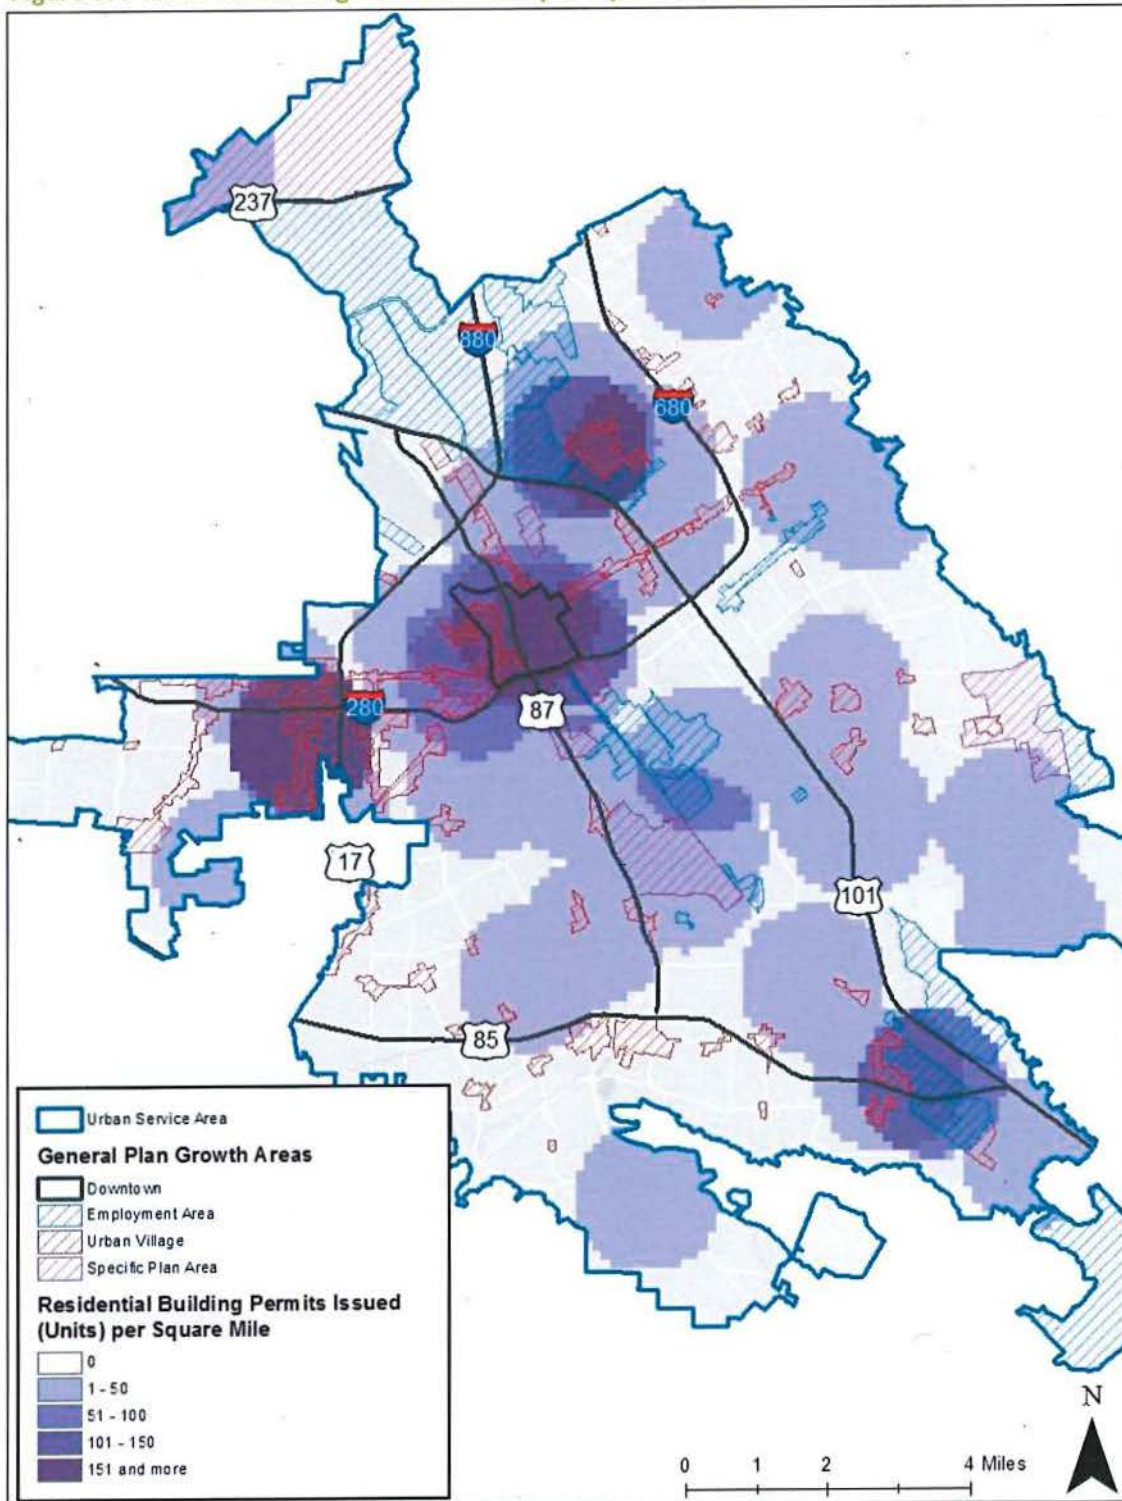 237
880
680
280
87
17
101
85
Urban Service Area
General Plan Growth Areas
Downtown
Employment Area
Urban Village
Specific Plan Area
Residential Building Permits Issued
(Units) per Square Mile
0
1 - 50
51 - 100
101 - 150
151 and more
N
0 1 2 4 Miles